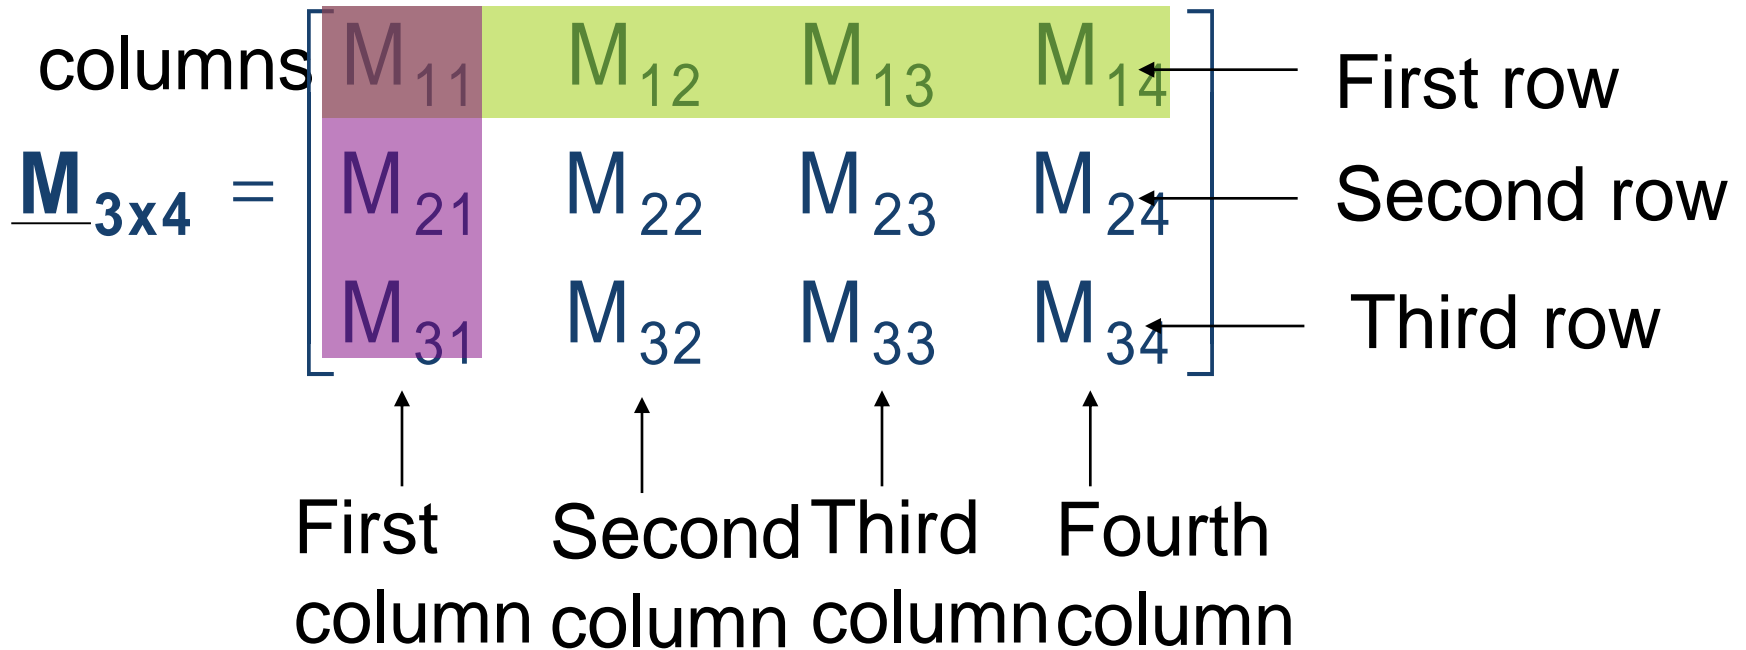 columns M11 M12 M13 M14 First row
M3x4 = M21 M22 M23 M24 Second row
M31 M32 M33 M34 Third row
First Second Third Fourth
column column column column